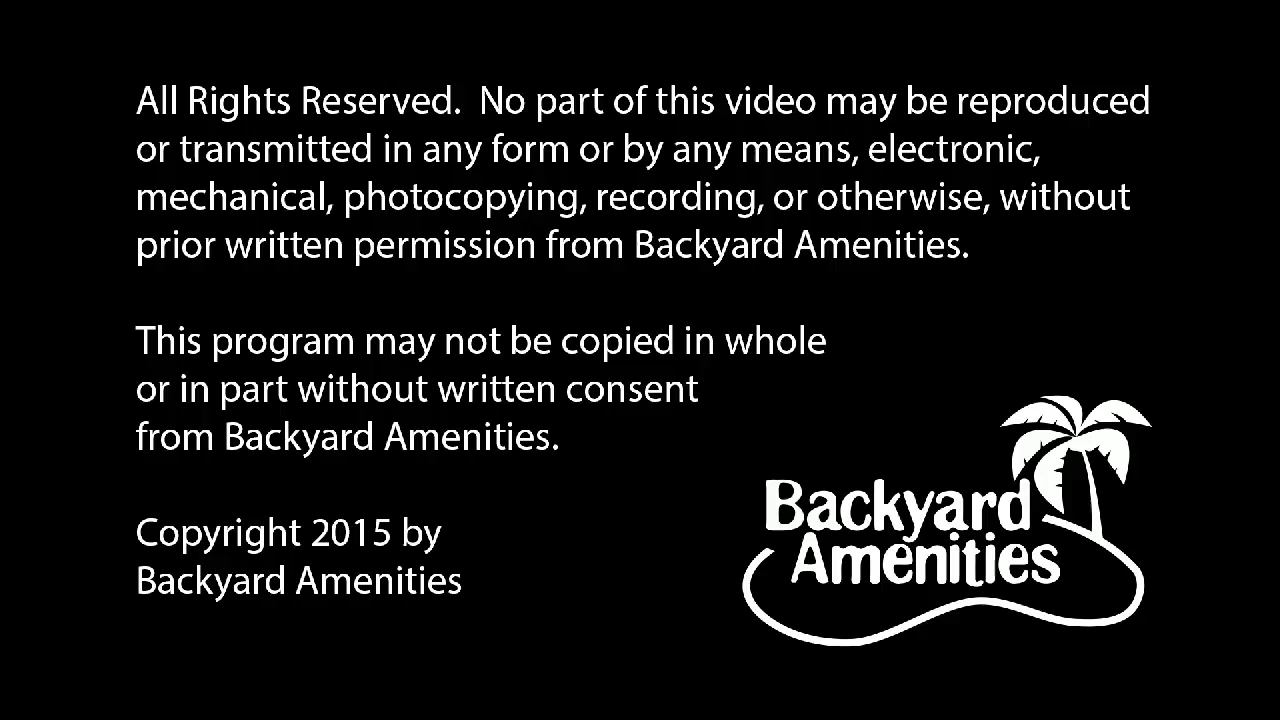 All Rights Reserved.  No part of this video may be reproduced
or transmitted in any form or by any means, electronic,
mechanical, photocopying, recording, or otherwise, without
prior written permission from Backyard Amenities.
This program may not be copied in whole
or in part without written consent
from Backyard Amenities.
Copyright 2015 by
Backyard Amenities
Backyard
Amenities